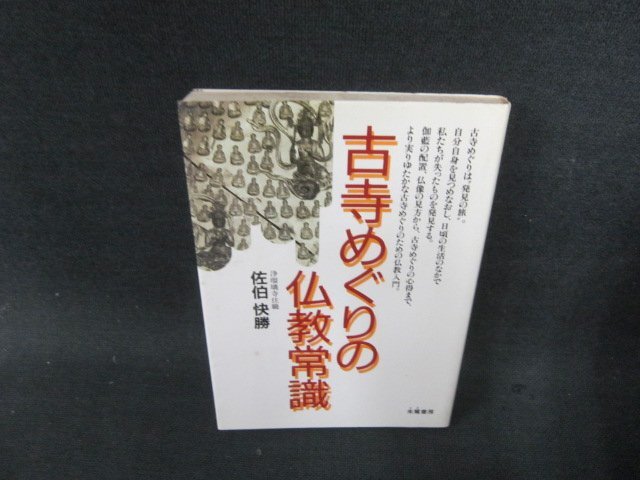 古寺めぐりは〝発見の旅〟。
自分自身を見つめなおし、日頃の生活のなかで
私たちが失ったものを発見する。
伽藍の配置、仏像の見方から、古寺めぐりの心得まで、
より実りゆたかな古寺めぐりのための仏教入門。
古寺めぐりの
仏教常識
浄瑠璃寺住職
佐伯 快勝
朱鷺書房